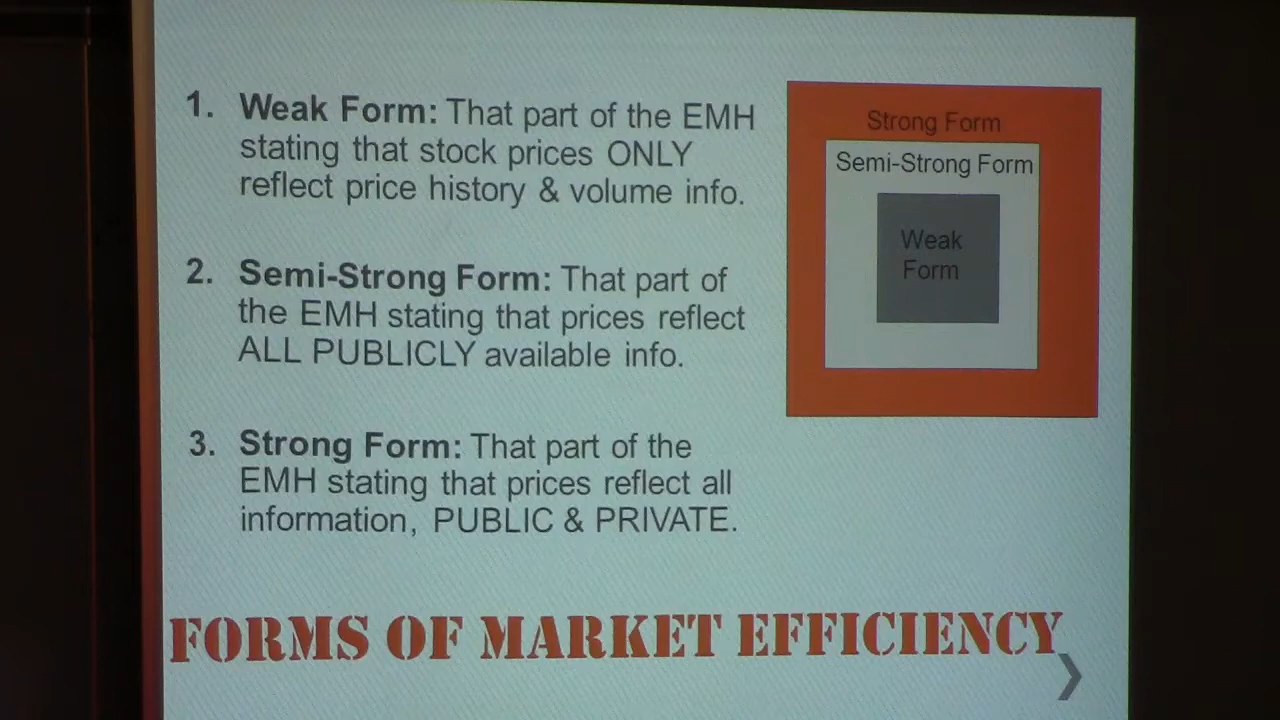 1. Weak Form: That part of the EMH
stating that stock prices ONLY
reflect price history & volume info.
2. Semi-Strong Form: That part of
the EMH stating that prices reflect
ALL PUBLICLY available info.
3. Strong Form: That part of the
EMH stating that prices reflect all
information, PUBLIC & PRIVATE.
Strong Form
Semi-Strong Form
Weak
Form
FORMS OF MARKET EFFICIENCY